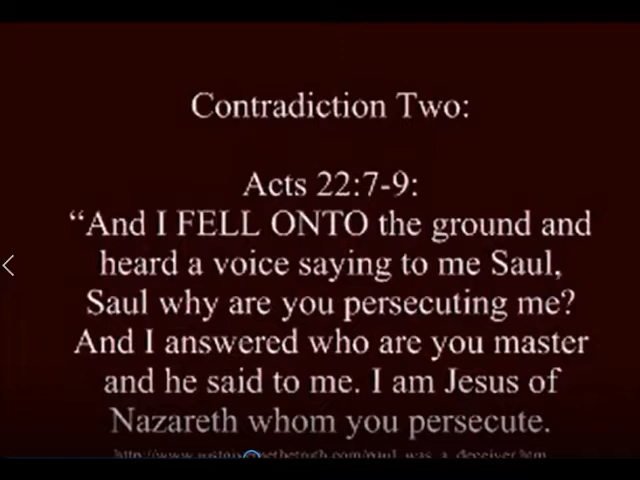 Contradiction Two:
Acts 22:7-9:
“And I FELL ONTO the ground and
heard a voice saying to me Saul,
Saul why are you persecuting me?
And I answered who are you master
and he said to me. I am Jesus of
Nazareth whom you persecute.